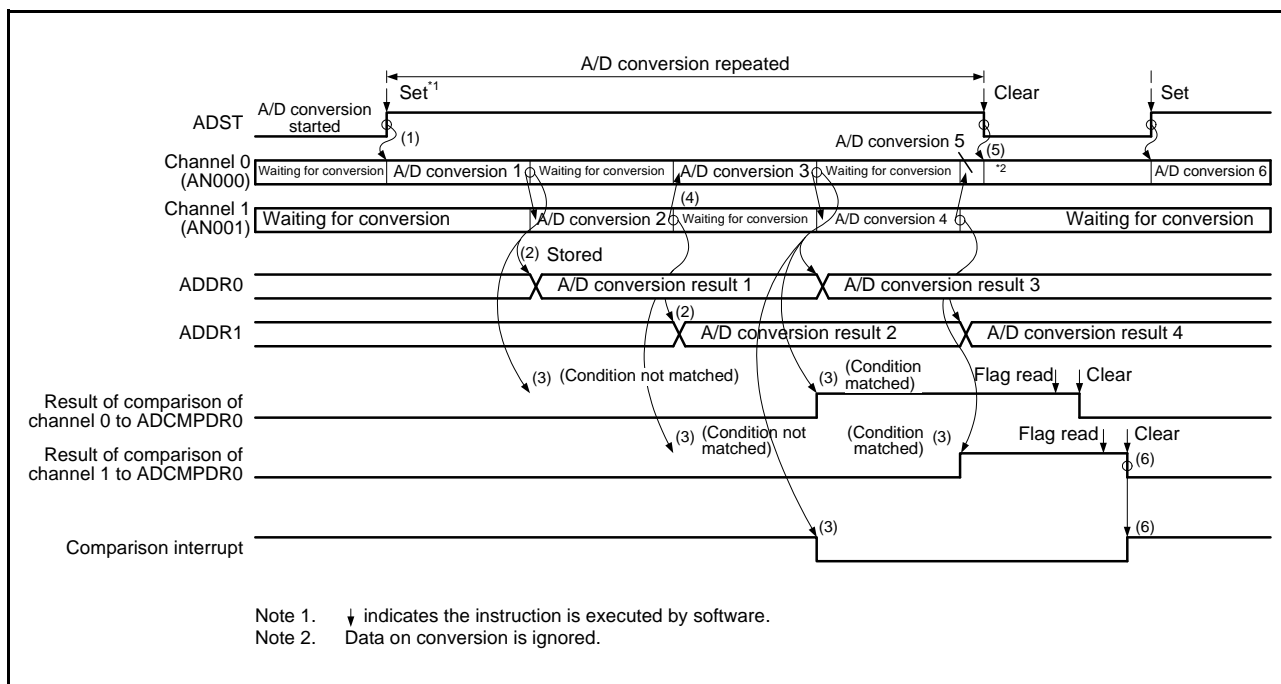 A/D conversion repeated
Set*1
Clear
Set
ADST
A/D conversion
started
(1)
A/D conversion 5
(5)
Channel 0
(AN000)
Waiting for conversion
A/D conversion 1
Waiting for conversion
A/D conversion 3
Waiting for conversion
*2
A/D conversion 6
(4)
Channel 1
(AN001)
Waiting for conversion
A/D conversion 2
Waiting for conversion
A/D conversion 4
Waiting for conversion
(2) Stored
ADDR0
A/D conversion result 1
A/D conversion result 3
(2)
ADDR1
A/D conversion result 2
A/D conversion result 4
(3) (Condition not matched)
(3) (Condition
matched)
Flag read
Clear
Result of comparison of
channel 0 to ADCMPDR0
(3) (Condition not
matched)
(Condition (3)
matched)
Flag read
Clear
Result of comparison of
channel 1 to ADCMPDR0
(6)
(3)
(6)
Comparison interrupt
Note 1. ↓ indicates the instruction is executed by software.
Note 2. Data on conversion is ignored.